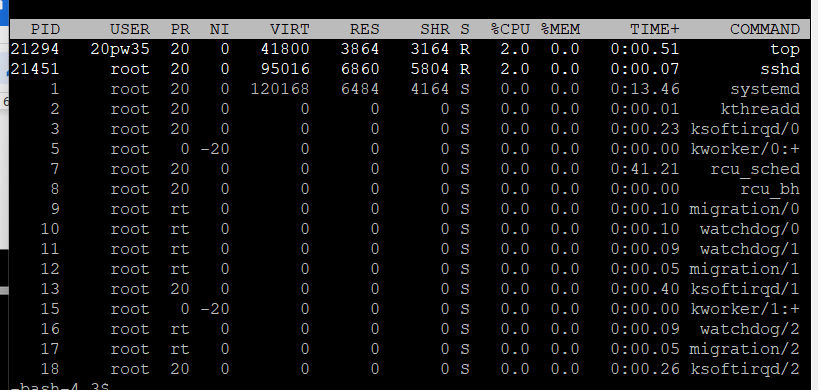 PID USER PR NI VIRT RES SHR S %CPU %MEM TIME+ COMMAND
21294 20pw35 20 0 41800 3864 3164 R 2.0 0.0 0:00.51 top
21451 root 20 0 95016 6860 5804 R 2.0 0.0 0:00.07 sshd
1 root 20 0 120168 6484 4164 S 0.0 0.0 0:13.46 systemd
2 root 20 0 0 0 0 S 0.0 0.0 0:00.01 kthreadd
3 root 20 0 0 0 0 S 0.0 0.0 0:00.23 ksoftirqd/0
5 root 0 -20 0 0 0 S 0.0 0.0 0:00.00 kworker/0:+
7 root 20 0 0 0 0 S 0.0 0.0 0:41.21 rcu_sched
8 root 20 0 0 0 0 S 0.0 0.0 0:00.00 rcu_bh
9 root rt 0 0 0 0 S 0.0 0.0 0:00.10 migration/0
10 root rt 0 0 0 0 S 0.0 0.0 0:00.10 watchdog/0
11 root rt 0 0 0 0 S 0.0 0.0 0:00.09 watchdog/1
12 root rt 0 0 0 0 S 0.0 0.0 0:00.05 migration/1
13 root 20 0 0 0 0 S 0.0 0.0 0:00.40 ksoftirqd/1
15 root 0 -20 0 0 0 S 0.0 0.0 0:00.00 kworker/1:+
16 root rt 0 0 0 0 S 0.0 0.0 0:00.09 watchdog/2
17 root rt 0 0 0 0 S 0.0 0.0 0:00.05 migration/2
18 root 20 0 0 0 0 S 0.0 0.0 0:00.26 ksoftirqd/2
-bash-4.3$